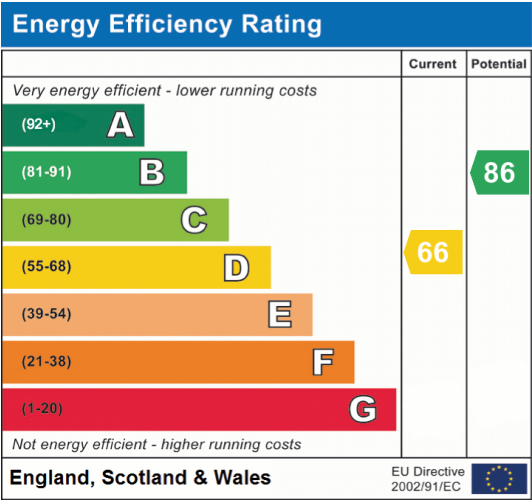 Energy Efficiency Rating
Current Potential
Very energy efficient - lower running costs
(92+) A
(81-91) B
86
(69-80) C
(55-68) D
66
(39-54) E
(21-38) F
(1-20) G
Not energy efficient - higher running costs
England, Scotland & Wales
EU Directive
2002/91/EC